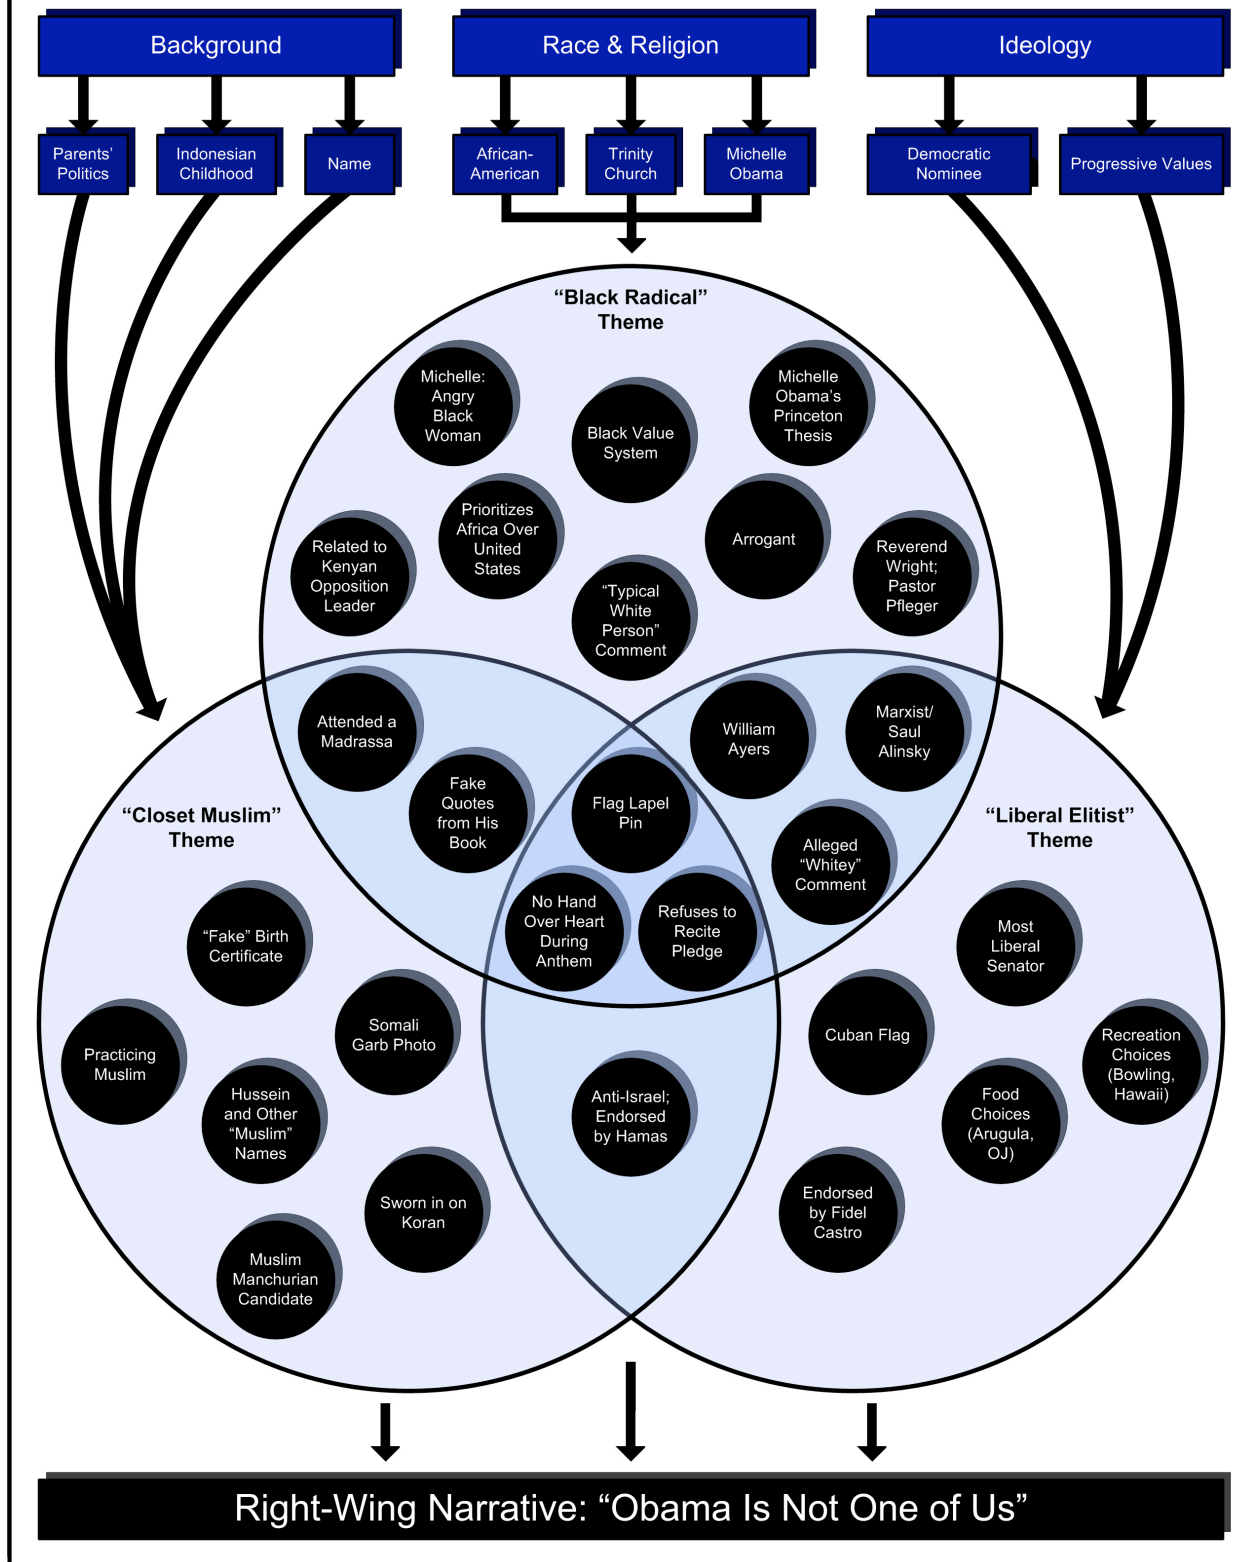 Background
Race & Religion
Ideology
Parents’
Politics
Indonesian
Childhood
Name
African-
American
Trinity
Church
Michelle
Obama
Democratic
Nominee
Progressive Values
“Black Radical”
Theme
Michelle:
Angry
Black
Woman
Black Value
System
Michelle
Obama’s
Princeton
Thesis
Related to
Kenyan
Opposition
Leader
Prioritizes
Africa Over
United
States
Arrogant
Reverend
Wright;
Pastor
Pfleger
“Typical
White
Person”
Comment
Attended a
Madrassa
Fake
Quotes
from His
Book
Flag Lapel
Pin
William
Ayers
Marxist/
Saul
Alinsky
Alleged
“Whitey”
Comment
No Hand
Over Heart
During
Anthem
Refuses to
Recite
Pledge
“Closet Muslim”
Theme
“Liberal Elitist”
Theme
“Fake” Birth
Certificate
Somali
Garb Photo
Practicing
Muslim
Hussein
and Other
“Muslim”
Names
Sworn in on
Koran
Muslim
Manchurian
Candidate
Anti-Israel;
Endorsed
by Hamas
Most
Liberal
Senator
Cuban Flag
Recreation
Choices
(Bowling,
Hawaii)
Food
Choices
(Arugula,
OJ)
Endorsed
by Fidel
Castro
Right-Wing Narrative: “Obama Is Not One of Us”